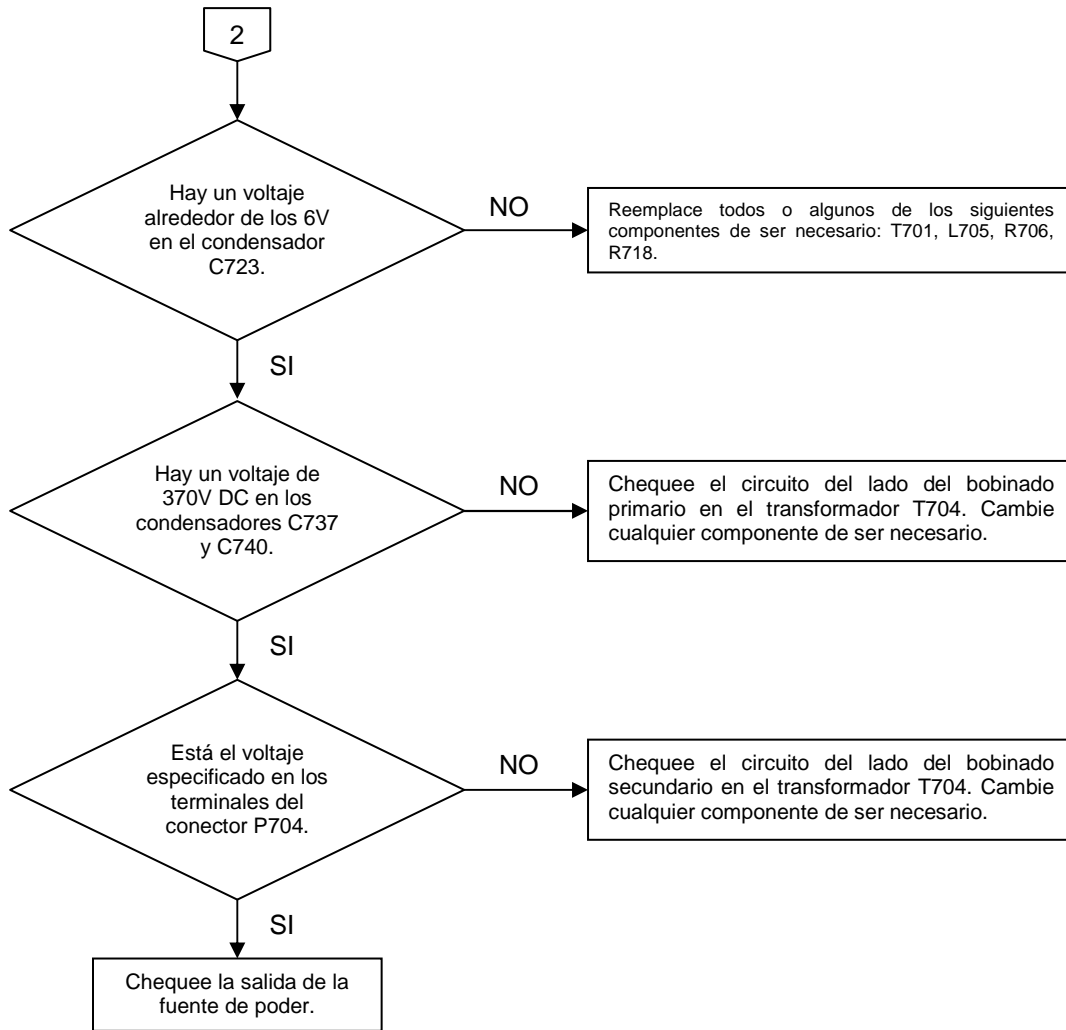 2
Hay un voltaje
alrededor de los 6V
en el condensador
C723.
NO
Reemplace todos o algunos de los siguientes
componentes de ser necesario: T701, L705, R706,
R718.
SI
Hay un voltaje de
370V DC en los
condensadores C737
y C740.
NO
Chequee el circuito del lado del bobinado
primario en el transformador T704. Cambie
cualquier componente de ser necesario.
SI
Está el voltaje
especificado en los
terminales del
conector P704.
NO
Chequee el circuito del lado del bobinado
secundario en el transformador T704. Cambie
cualquier componente de ser necesario.
SI
Chequee la salida de la
fuente de poder.